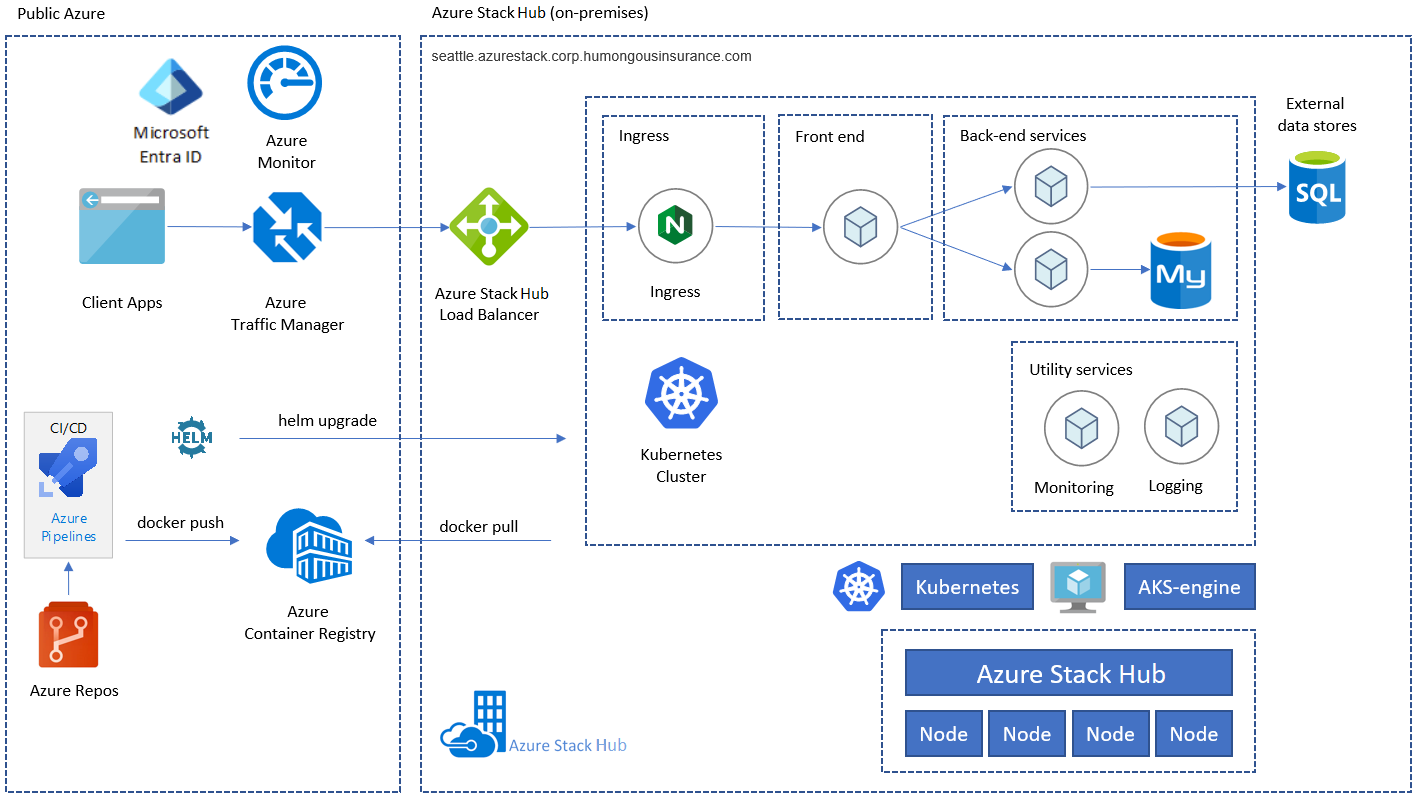 Public Azure
Azure Stack Hub (on-premises)
seattle.azurestack.corp.humongousinsurance.com
Microsoft
Entra ID
Azure
Monitor
Client Apps
Azure
Traffic Manager
Azure Stack Hub
Load Balancer
Ingress
Ingress
Front end
Back-end services
My
External
data stores
SQL
Utility services
Monitoring
Logging
Kubernetes
Cluster
CI/CD
Azure
Pipelines
HELM
helm upgrade
docker push
docker pull
Azure
Container Registry
Azure Repos
Kubernetes
AKS-engine
Azure Stack Hub
Node
Node
Node
Node
Azure Stack Hub